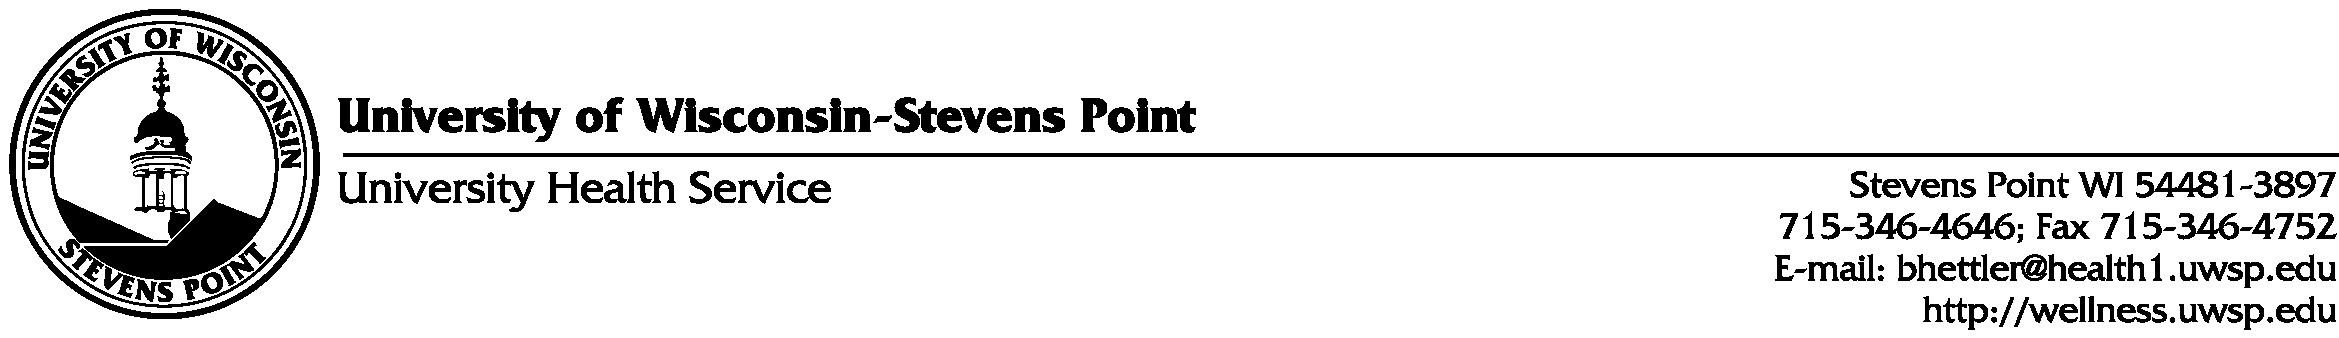 UNIVERSITY OF WISCONSIN
STEVENS POINT
University of Wisconsin-Stevens Point
University Health Service
Stevens Point WI 54481-3897
715-346-4646; Fax 715-346-4752
E-mail: bhettler@health1.uwsp.edu
http://wellness.uwsp.edu